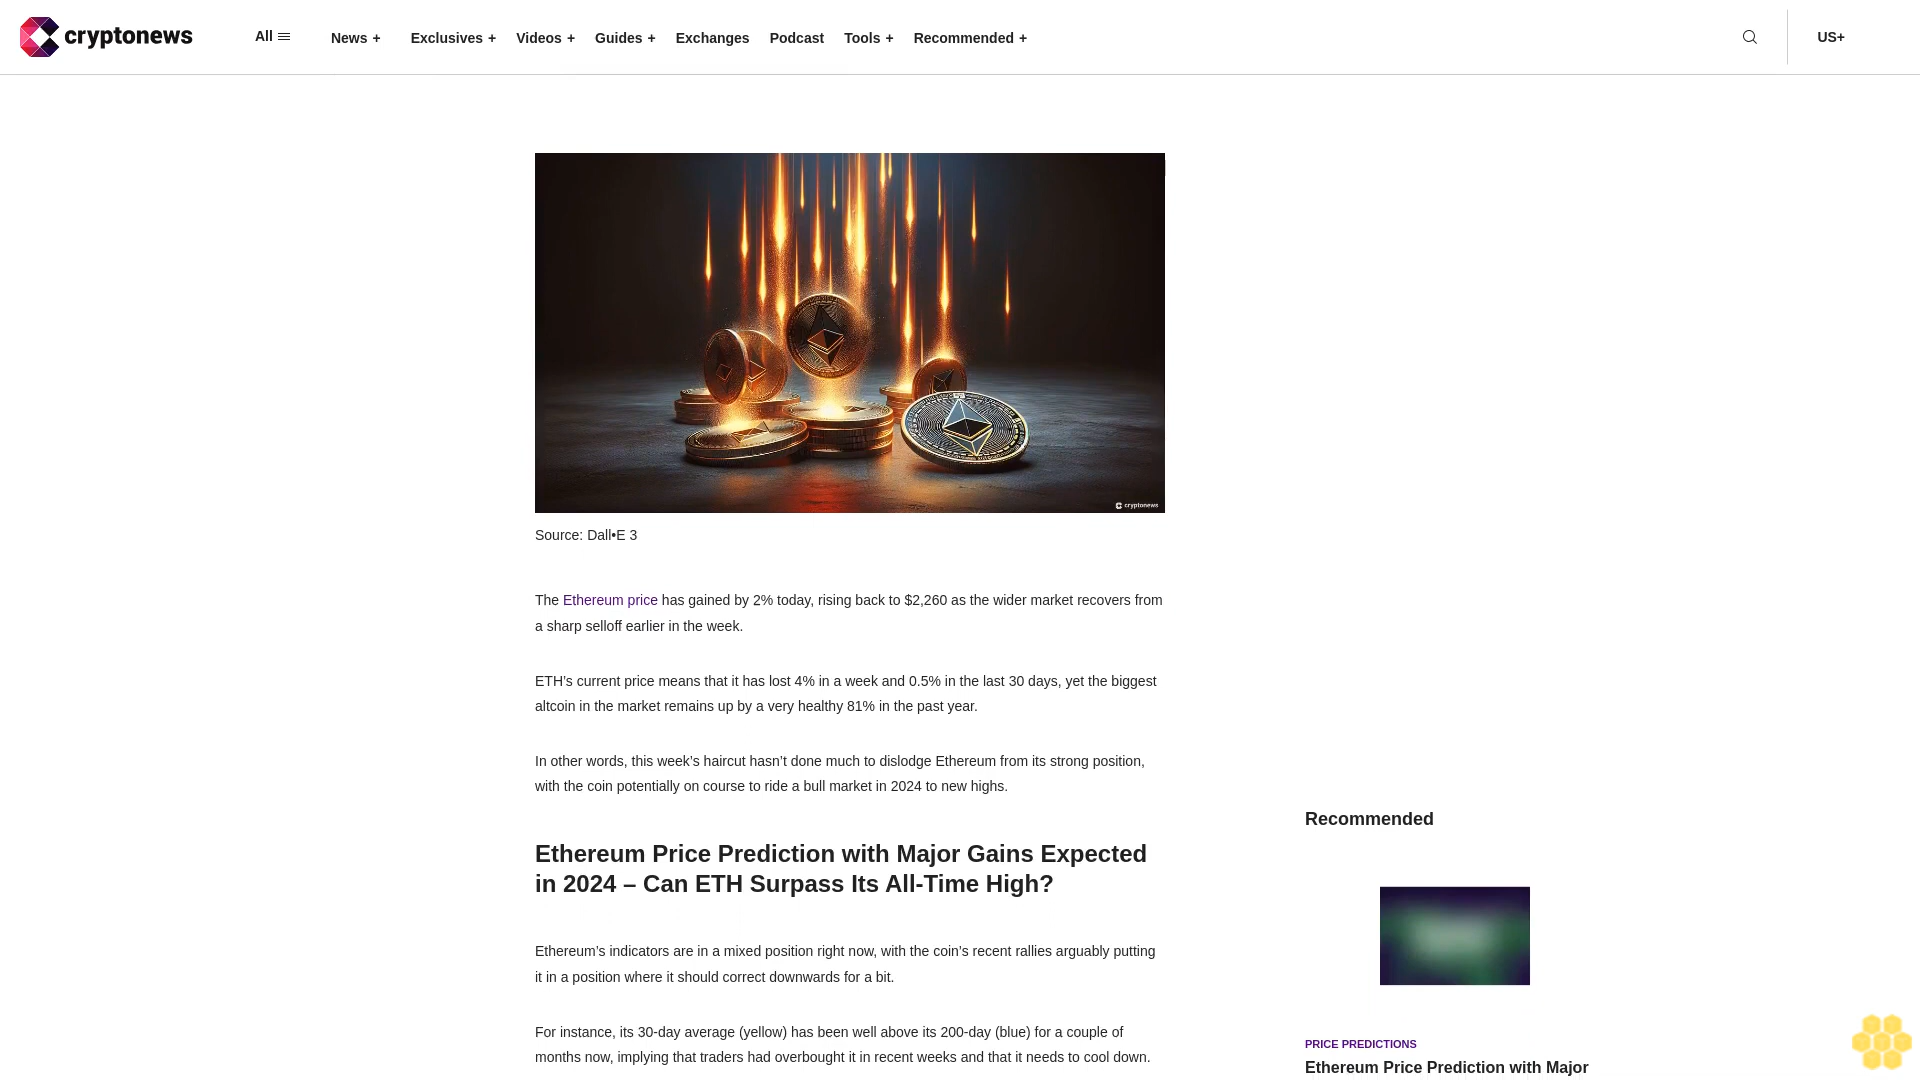 cryptonews
All
News +
Exclusives +
Videos +
Guides +
Exchanges
Podcast
Tools +
Recommended +
US+
cryptonews
Source: Dall•E 3
The Ethereum price has gained by 2% today, rising back to $2,260 as the wider market recovers from
a sharp selloff earlier in the week.
ETH’s current price means that it has lost 4% in a week and 0.5% in the last 30 days, yet the biggest
altcoin in the market remains up by a very healthy 81% in the past year.
In other words, this week’s haircut hasn’t done much to dislodge Ethereum from its strong position,
with the coin potentially on course to ride a bull market in 2024 to new highs.
Ethereum Price Prediction with Major Gains Expected
in 2024 – Can ETH Surpass Its All-Time High?
Ethereum’s indicators are in a mixed position right now, with the coin’s recent rallies arguably putting
it in a position where it should correct downwards for a bit.
For instance, its 30-day average (yellow) has been well above its 200-day (blue) for a couple of
months now, implying that traders had overbought it in recent weeks and that it needs to cool down.
Recommended
PRICE PREDICTIONS
Ethereum Price Prediction with Major